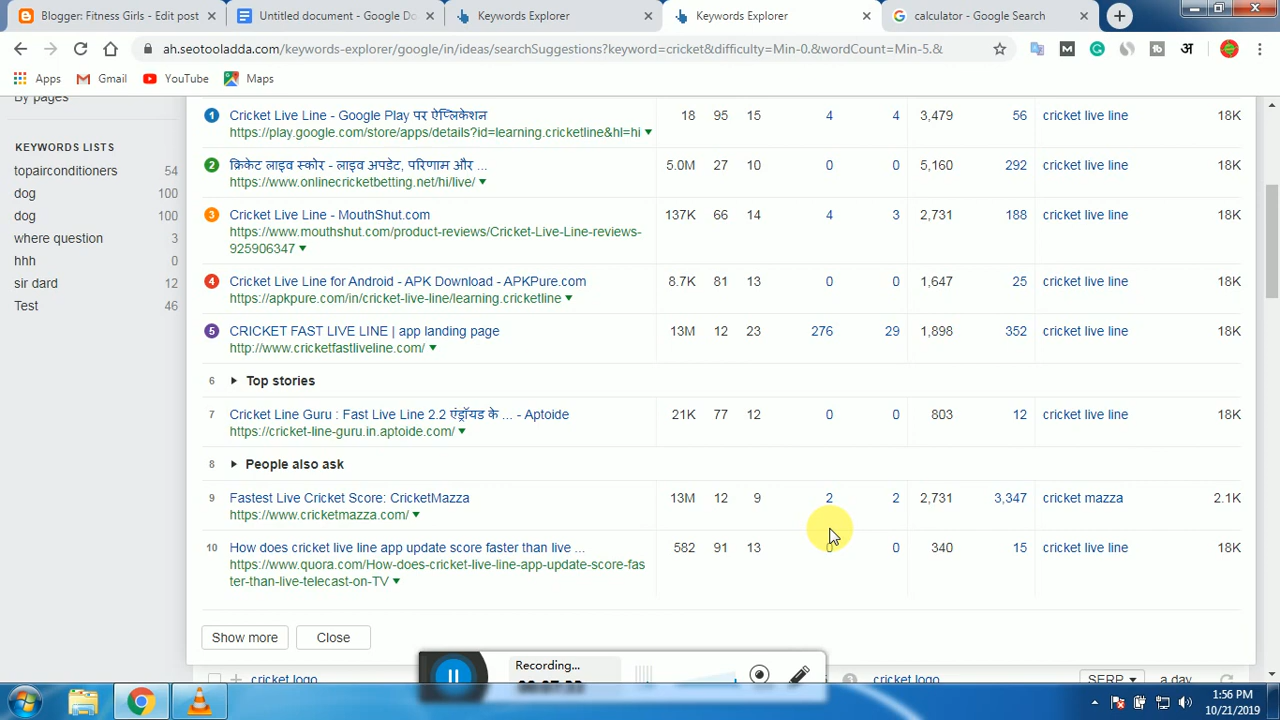 Blogger: Fitness Girls - Edit post
Untitled document - Google Do
Keywords Explorer
Keywords Explorer
calculator - Google Search
ah.seotooladda.com/keywords-explorer/google/in/ideas/searchSuggestions?keyword=cricket&difficulty=Min-0.&wordCount=Min-5.&
Apps Gmail YouTube Maps
By pages
KEYWORDS LISTS
topairconditioners 54
dog 100
dog 100
where question 3
hhh 0
sir dard 12
Test 46
1 Cricket Live Line - Google Play पर ऐप्लिकेशन 18 95 15 4 4 3,479 56 cricket live line 18K
https://play.google.com/store/apps/details?id=learning.cricketline&hl=hi
2 क्रिकेट लाइव स्कोर - लाइव अपडेट, परिणाम और ... 5.0M 27 10 0 0 5,160 292 cricket live line 18K
https://www.onlinecricketbetting.net/hi/live/
3 Cricket Live Line - MouthShut.com 137K 66 14 4 3 2,731 188 cricket live line 18K
https://www.mouthshut.com/product-reviews/Cricket-Live-Line-reviews-
925906347
4 Cricket Live Line for Android - APK Download - APKPure.com 8.7K 81 13 0 0 1,647 25 cricket live line 18K
https://apkpure.com/in/cricket-live-line/learning.cricketline
5 CRICKET FAST LIVE LINE | app landing page 13M 12 23 276 29 1,898 352 cricket live line 18K
http://www.cricketfastliveline.com/
6 Top stories
7 Cricket Line Guru : Fast Live Line 2.2 एंड्रॉयड के ... - Aptoide 21K 77 12 0 0 803 12 cricket live line 18K
https://cricket-line-guru.in.aptoide.com/
8 People also ask
9 Fastest Live Cricket Score: CricketMazza 13M 12 9 2 2 2,731 3,347 cricket mazza 2.1K
https://www.cricketmazza.com/
10 How does cricket live line app update score faster than live ... 582 91 13 0 0 340 15 cricket live line 18K
https://www.quora.com/How-does-cricket-live-line-app-update-score-fas
ter-than-live-telecast-on-TV
Show more Close
Recording...
cricket logo cricket logo SERP a day
1:56 PM
10/21/2019